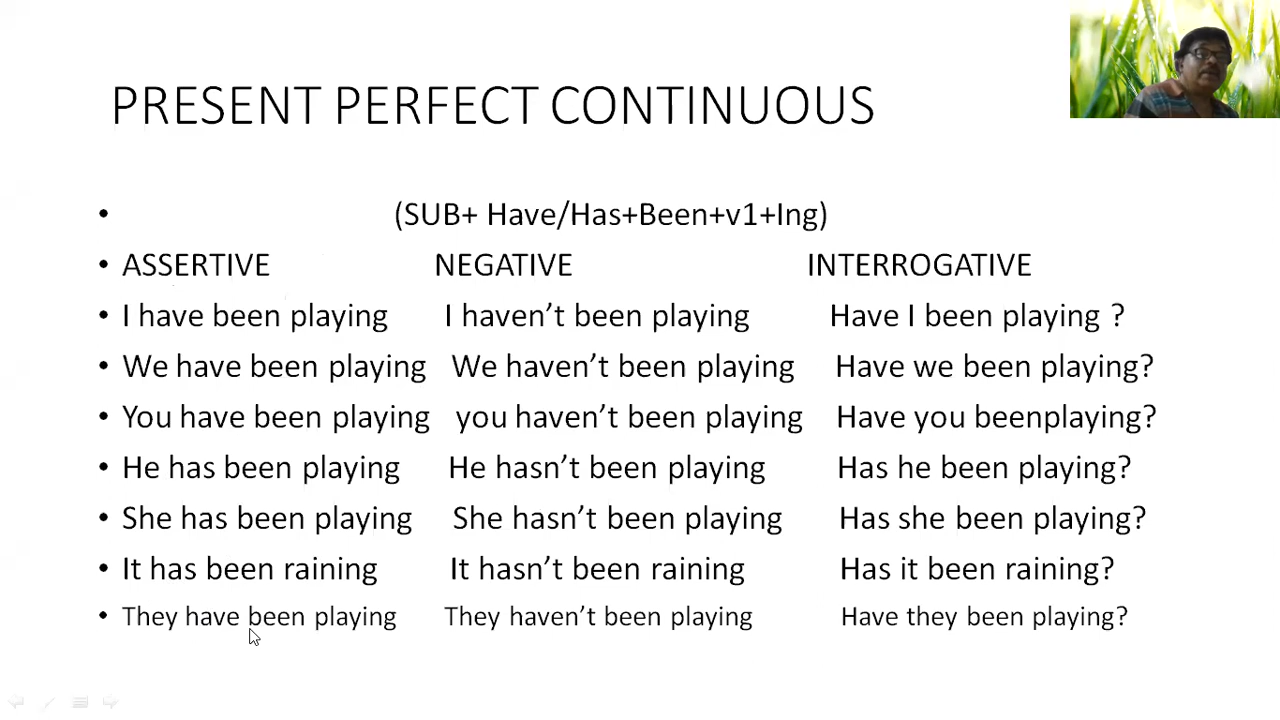 PRESENT PERFECT CONTINUOUS
• (SUB+ Have/Has+Been+v1+Ing)
• ASSERTIVE NEGATIVE INTERROGATIVE
• I have been playing I haven’t been playing Have I been playing ?
• We have been playing We haven’t been playing Have we been playing?
• You have been playing you haven’t been playing Have you beenplaying?
• He has been playing He hasn’t been playing Has he been playing?
• She has been playing She hasn’t been playing Has she been playing?
• It has been raining It hasn’t been raining Has it been raining?
• They have been playing They haven’t been playing Have they been playing?